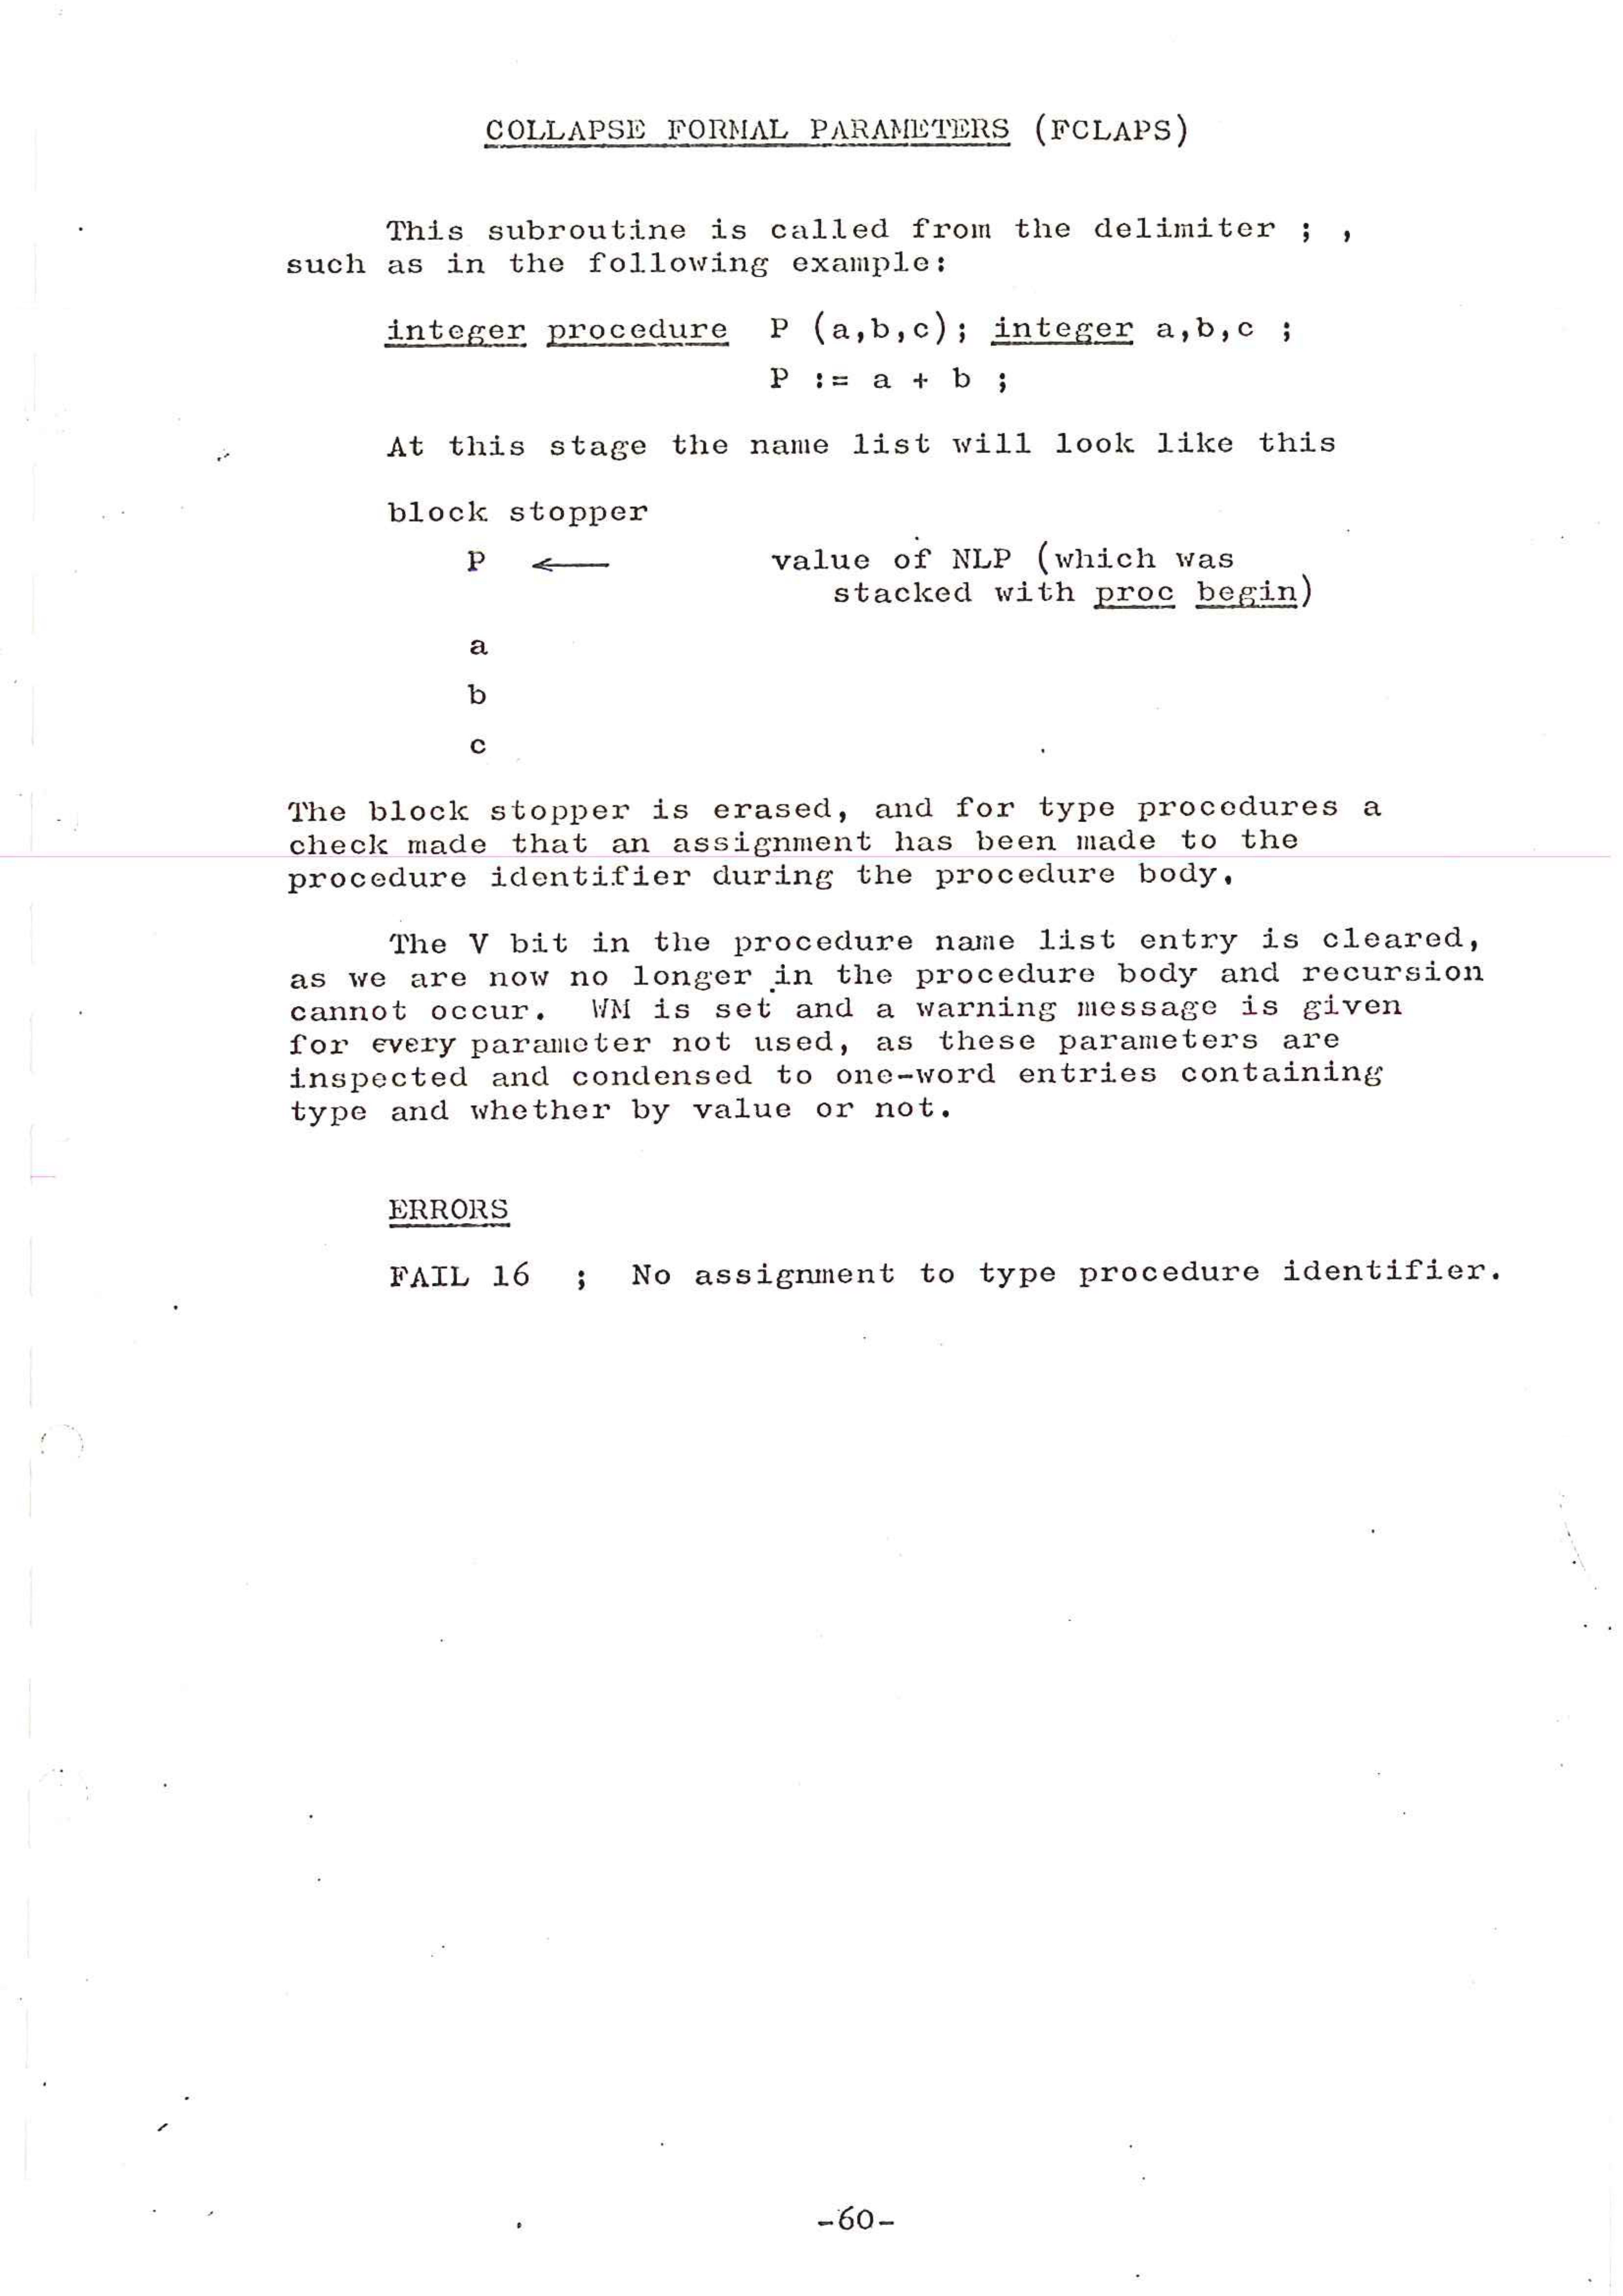 COLLAPSE FORMAL PARAMETERS (FCLAPS)
This subroutine is called from the delimiter ; ,
such as in the following example:
integer procedure P (a,b,c); integer a,b,c ;
P := a + b ;
At this stage the name list will look like this
block stopper
P ← value of NLP (which was
stacked with proc begin)
a
b
c
The block stopper is erased, and for type procedures a
check made that an assignment has been made to the
procedure identifier during the procedure body.
The V bit in the procedure name list entry is cleared,
as we are now no longer in the procedure body and recursion
cannot occur. WM is set and a warning message is given
for every parameter not used, as these parameters are
inspected and condensed to one-word entries containing
type and whether by value or not.
ERRORS
FAIL 16 ; No assignment to type procedure identifier.
-60-